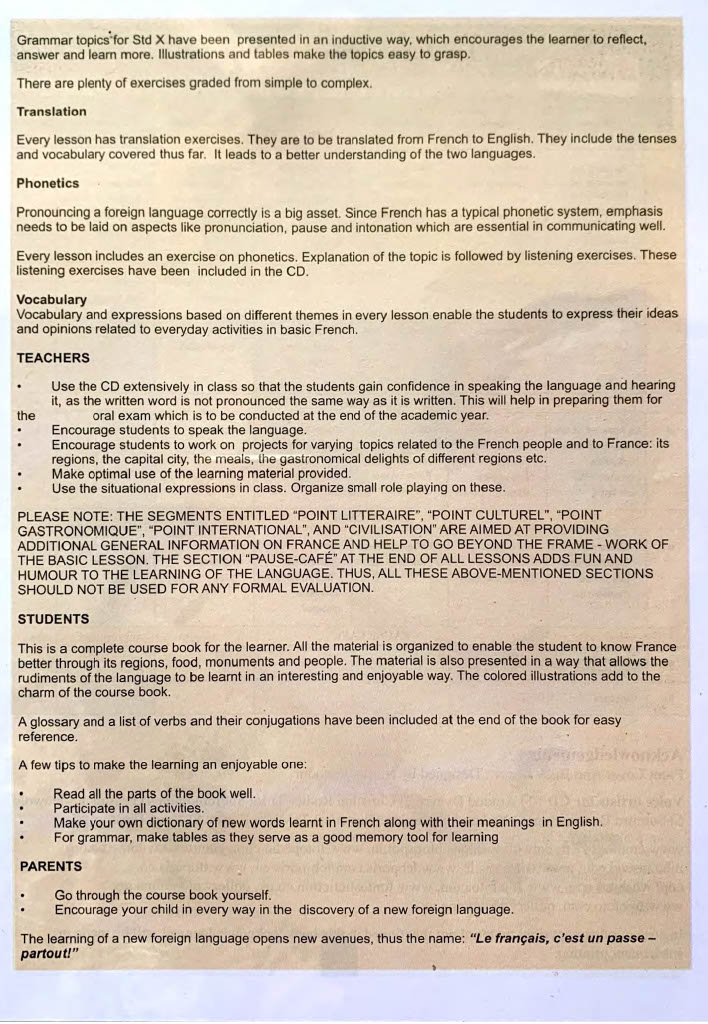 Grammar topics for Std X have been presented in an inductive way, which encourages the learner to reflect,
answer and learn more. Illustrations and tables make the topics easy to grasp.
There are plenty of exercises graded from simple to complex.
Translation
Every lesson has translation exercises. They are to be translated from French to English. They include the tenses
and vocabulary covered thus far. It leads to a better understanding of the two languages.
Phonetics
Pronouncing a foreign language correctly is a big asset. Since French has a typical phonetic system, emphasis
needs to be laid on aspects like pronunciation, pause and intonation which are essential in communicating well.
Every lesson includes an exercise on phonetics. Explanation of the topic is followed by listening exercises. These
listening exercises have been included in the CD.
Vocabulary
Vocabulary and expressions based on different themes in every lesson enable the students to express their ideas
and opinions related to everyday activities in basic French.
TEACHERS
• Use the CD extensively in class so that the students gain confidence in speaking the language and hearing
it, as the written word is not pronounced the same way as it is written. This will help in preparing them for
the oral exam which is to be conducted at the end of the academic year.
• Encourage students to speak the language.
• Encourage students to work on projects for varying topics related to the French people and to France: its
regions, the capital city, the meals, the gastronomical delights of different regions etc.
• Make optimal use of the learning material provided.
• Use the situational expressions in class. Organize small role playing on these.
PLEASE NOTE: THE SEGMENTS ENTITLED “POINT LITTERAIRE”, “POINT CULTUREL”, “POINT
GASTRONOMIQUE”, “POINT INTERNATIONAL”, AND “CIVILISATION” ARE AIMED AT PROVIDING
ADDITIONAL GENERAL INFORMATION ON FRANCE AND HELP TO GO BEYOND THE FRAME - WORK OF
THE BASIC LESSON. THE SECTION “PAUSE-CAFÉ” AT THE END OF ALL LESSONS ADDS FUN AND
HUMOUR TO THE LEARNING OF THE LANGUAGE. THUS, ALL THESE ABOVE-MENTIONED SECTIONS
SHOULD NOT BE USED FOR ANY FORMAL EVALUATION.
STUDENTS
This is a complete course book for the learner. All the material is organized to enable the student to know France
better through its regions, food, monuments and people. The material is also presented in a way that allows the
rudiments of the language to be learnt in an interesting and enjoyable way. The colored illustrations add to the
charm of the course book.
A glossary and a list of verbs and their conjugations have been included at the end of the book for easy
reference.
A few tips to make the learning an enjoyable one:
• Read all the parts of the book well.
• Participate in all activities.
• Make your own dictionary of new words learnt in French along with their meanings in English.
• For grammar, make tables as they serve as a good memory tool for learning
PARENTS
• Go through the course book yourself.
• Encourage your child in every way in the discovery of a new foreign language.
The learning of a new foreign language opens new avenues, thus the name: “Le français, c’est un passe –
partout!”